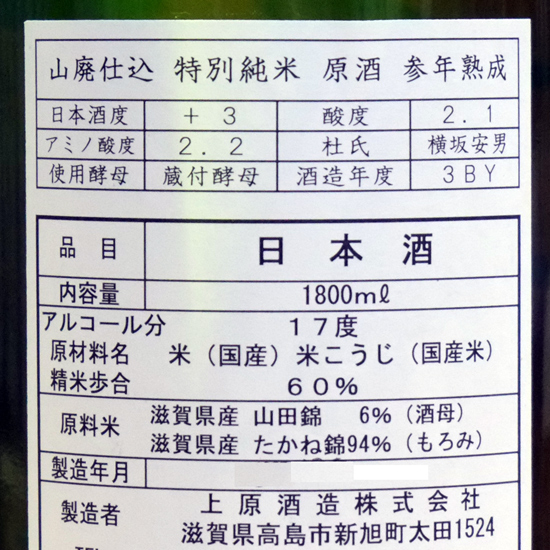 山廃仕込 特別純米 原酒 参年熟成
日本酒度 +3 酸度 2.1
アミノ酸度 2.2 杜氏 横坂安男
使用酵母 蔵付酵母 酒造年度 3BY
品目 日本酒
内容量 1800mℓ
アルコール分 17度
原材料名 米(国産)米こうじ(国産米)
精米歩合 60%
原料米 滋賀県産 山田錦 6%(酒母)
滋賀県産 たかね錦94%(もろみ)
製造年月
製造者 上原酒造株式会社
滋賀県高島市新旭町太田1524